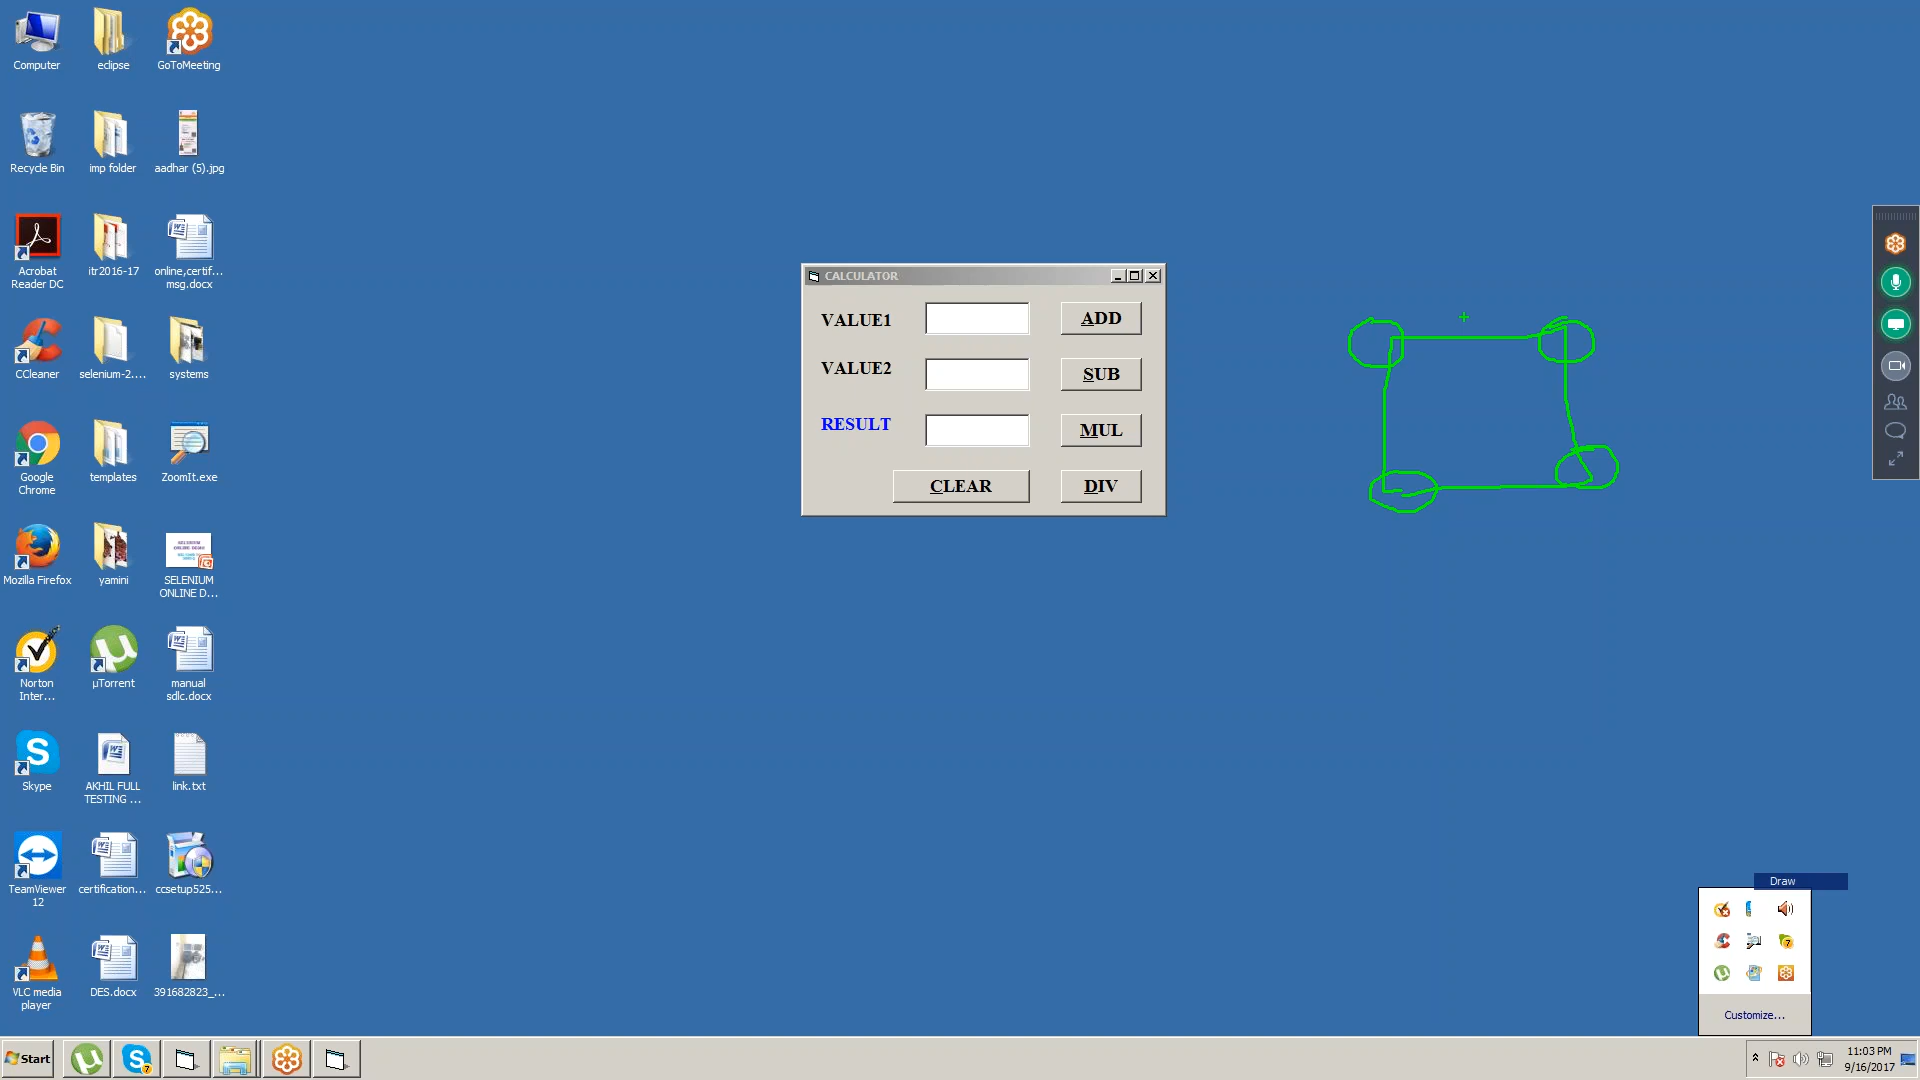 Computer
eclipse
GoToMeeting
Recycle Bin
imp folder
aadhar (5).jpg
Acrobat
Reader DC
itr2016-17
online,certif...
msg.docx
CCleaner
selenium-2....
systems
Google
Chrome
templates
ZoomIt.exe
Mozilla Firefox
yamini
SELENIUM
ONLINE DEMO
SELENIUM
ONLINE D...
Norton
Inter...
µTorrent
manual
sdlc.docx
Skype
AKHIL FULL
TESTING ...
link.txt
TeamViewer
12
certification...
ccsetup525...
VLC media
player
DES.docx
391682823_...
CALCULATOR
VALUE1
ADD
VALUE2
SUB
RESULT
MUL
CLEAR
DIV
Draw
Customize...
Start
11:03 PM
9/16/2017